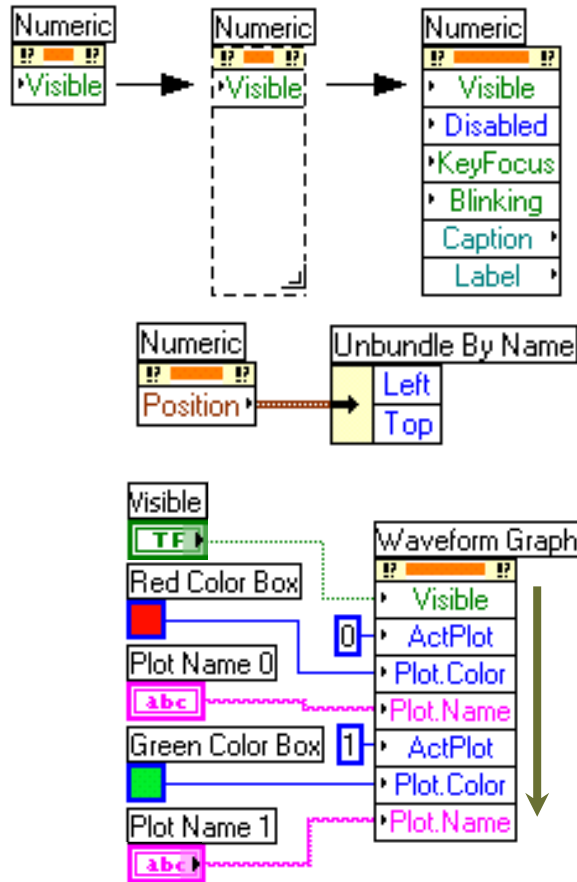 Numeric
!? !?
Visible
Numeric
!? !?
Visible
Numeric
!? !?
Visible
Disabled
KeyFocus
Blinking
Caption
Label
Numeric
!? !?
Position
Unbundle By Name
Left
Top
Visible
TF
Red Color Box
Plot Name 0
abc
Green Color Box
Plot Name 1
abc
0
1
Waveform Graph
!? !?
Visible
ActPlot
Plot.Color
Plot.Name
ActPlot
Plot.Color
Plot.Name